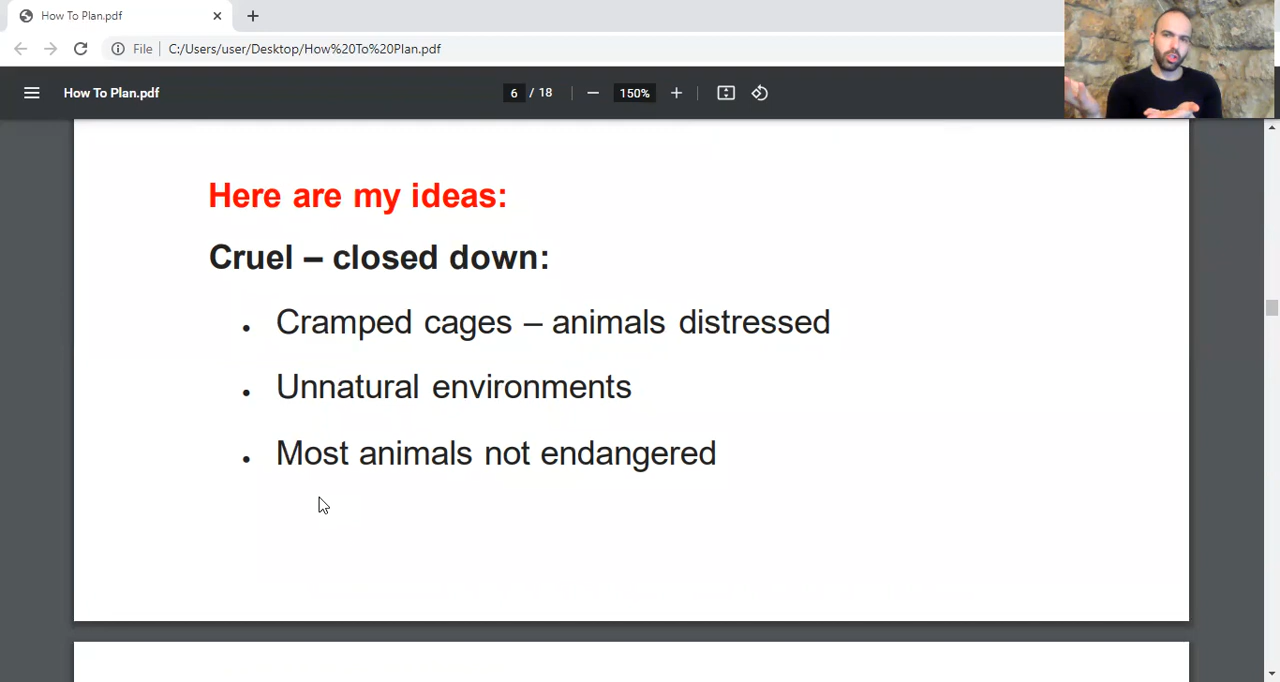 How To Plan.pdf
File
C:/Users/user/Desktop/How%20To%20Plan.pdf
How To Plan.pdf
6 / 18
150%
Here are my ideas:
Cruel – closed down:
• Cramped cages – animals distressed
• Unnatural environments
• Most animals not endangered